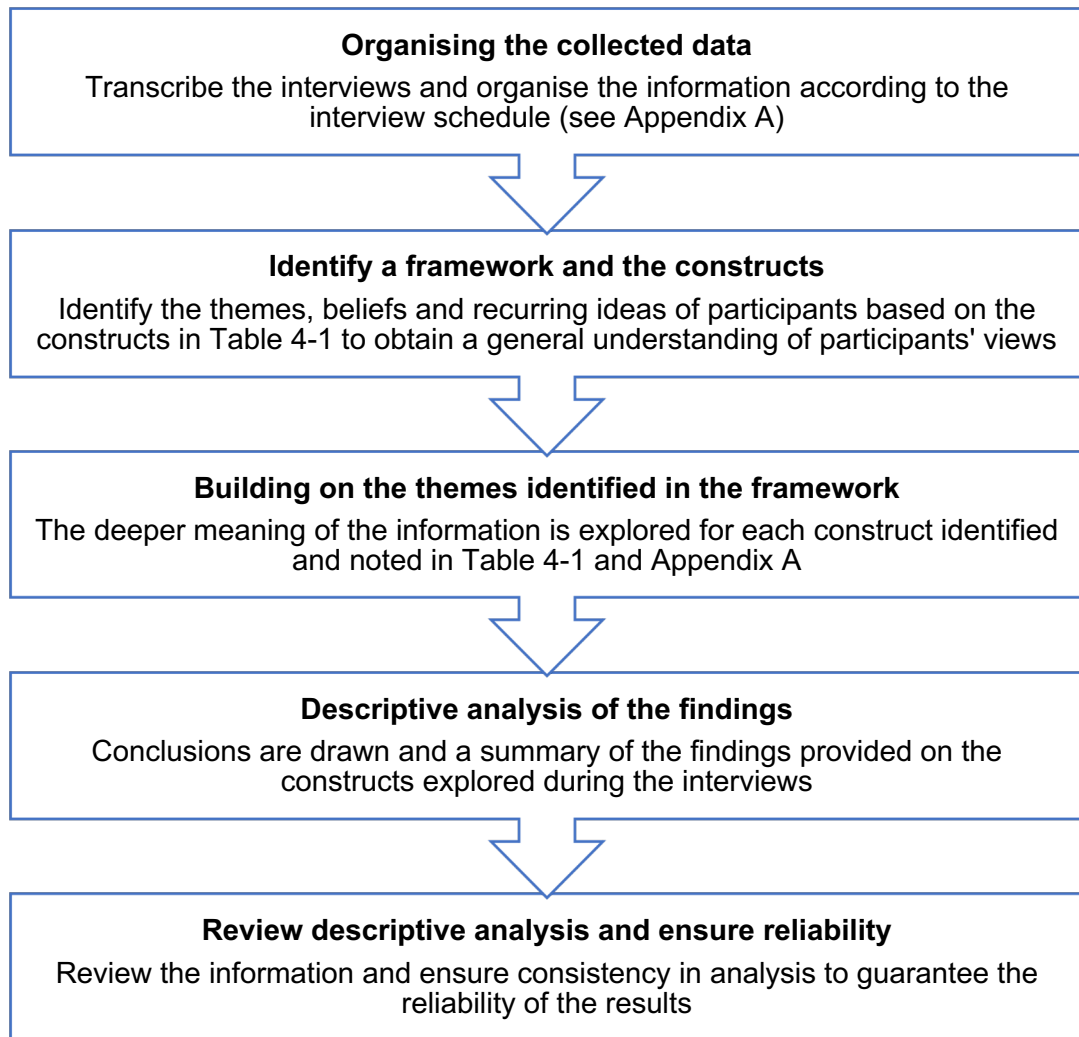 Organising the collected data
Transcribe the interviews and organise the information according to the
interview schedule (see Appendix A)
Identify a framework and the constructs
Identify the themes, beliefs and recurring ideas of participants based on the
constructs in Table 4-1 to obtain a general understanding of participants' views
Building on the themes identified in the framework
The deeper meaning of the information is explored for each construct identified
and noted in Table 4-1 and Appendix A
Descriptive analysis of the findings
Conclusions are drawn and a summary of the findings provided on the
constructs explored during the interviews
Review descriptive analysis and ensure reliability
Review the information and ensure consistency in analysis to guarantee the
reliability of the results